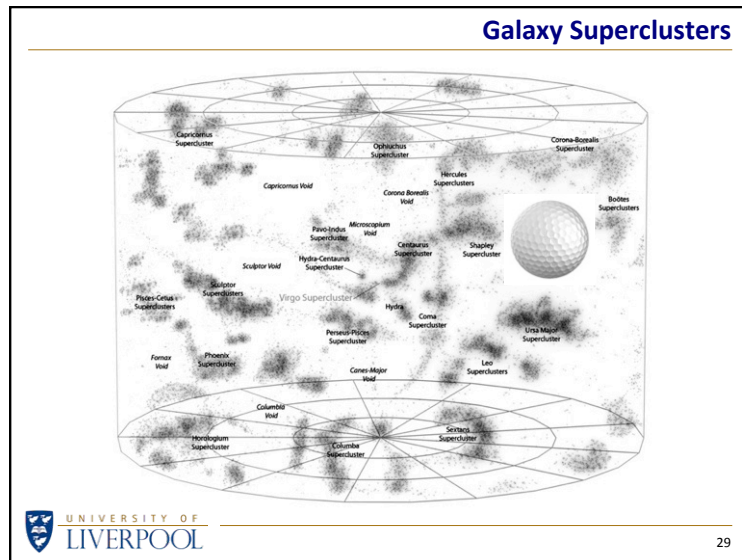 Galaxy Superclusters
Capricornus
Supercluster
Ophiuchus
Supercluster
Corona-Borealis
Supercluster
Hercules
Superclusters
Capricornus Void
Corona Borealis
Void
Boötes
Superclusters
Microscopium
Void
Pavo-Indus
Supercluster
Centaurus
Supercluster
Shapley
Supercluster
Hydra-Centaurus
Supercluster
Sculptor Void
Sculptor
Superclusters
Virgo Supercluster
Pisces-Cetus
Superclusters
Hydra
Coma
Supercluster
Perseus-Pisces
Supercluster
Ursa Major
Supercluster
Fornax
Void
Phoenix
Supercluster
Leo
Superclusters
Canes-Major
Void
Columbia
Void
Horologium
Supercluster
Columba
Supercluster
Sextans
Supercluster
UNIVERSITY OF
LIVERPOOL
29